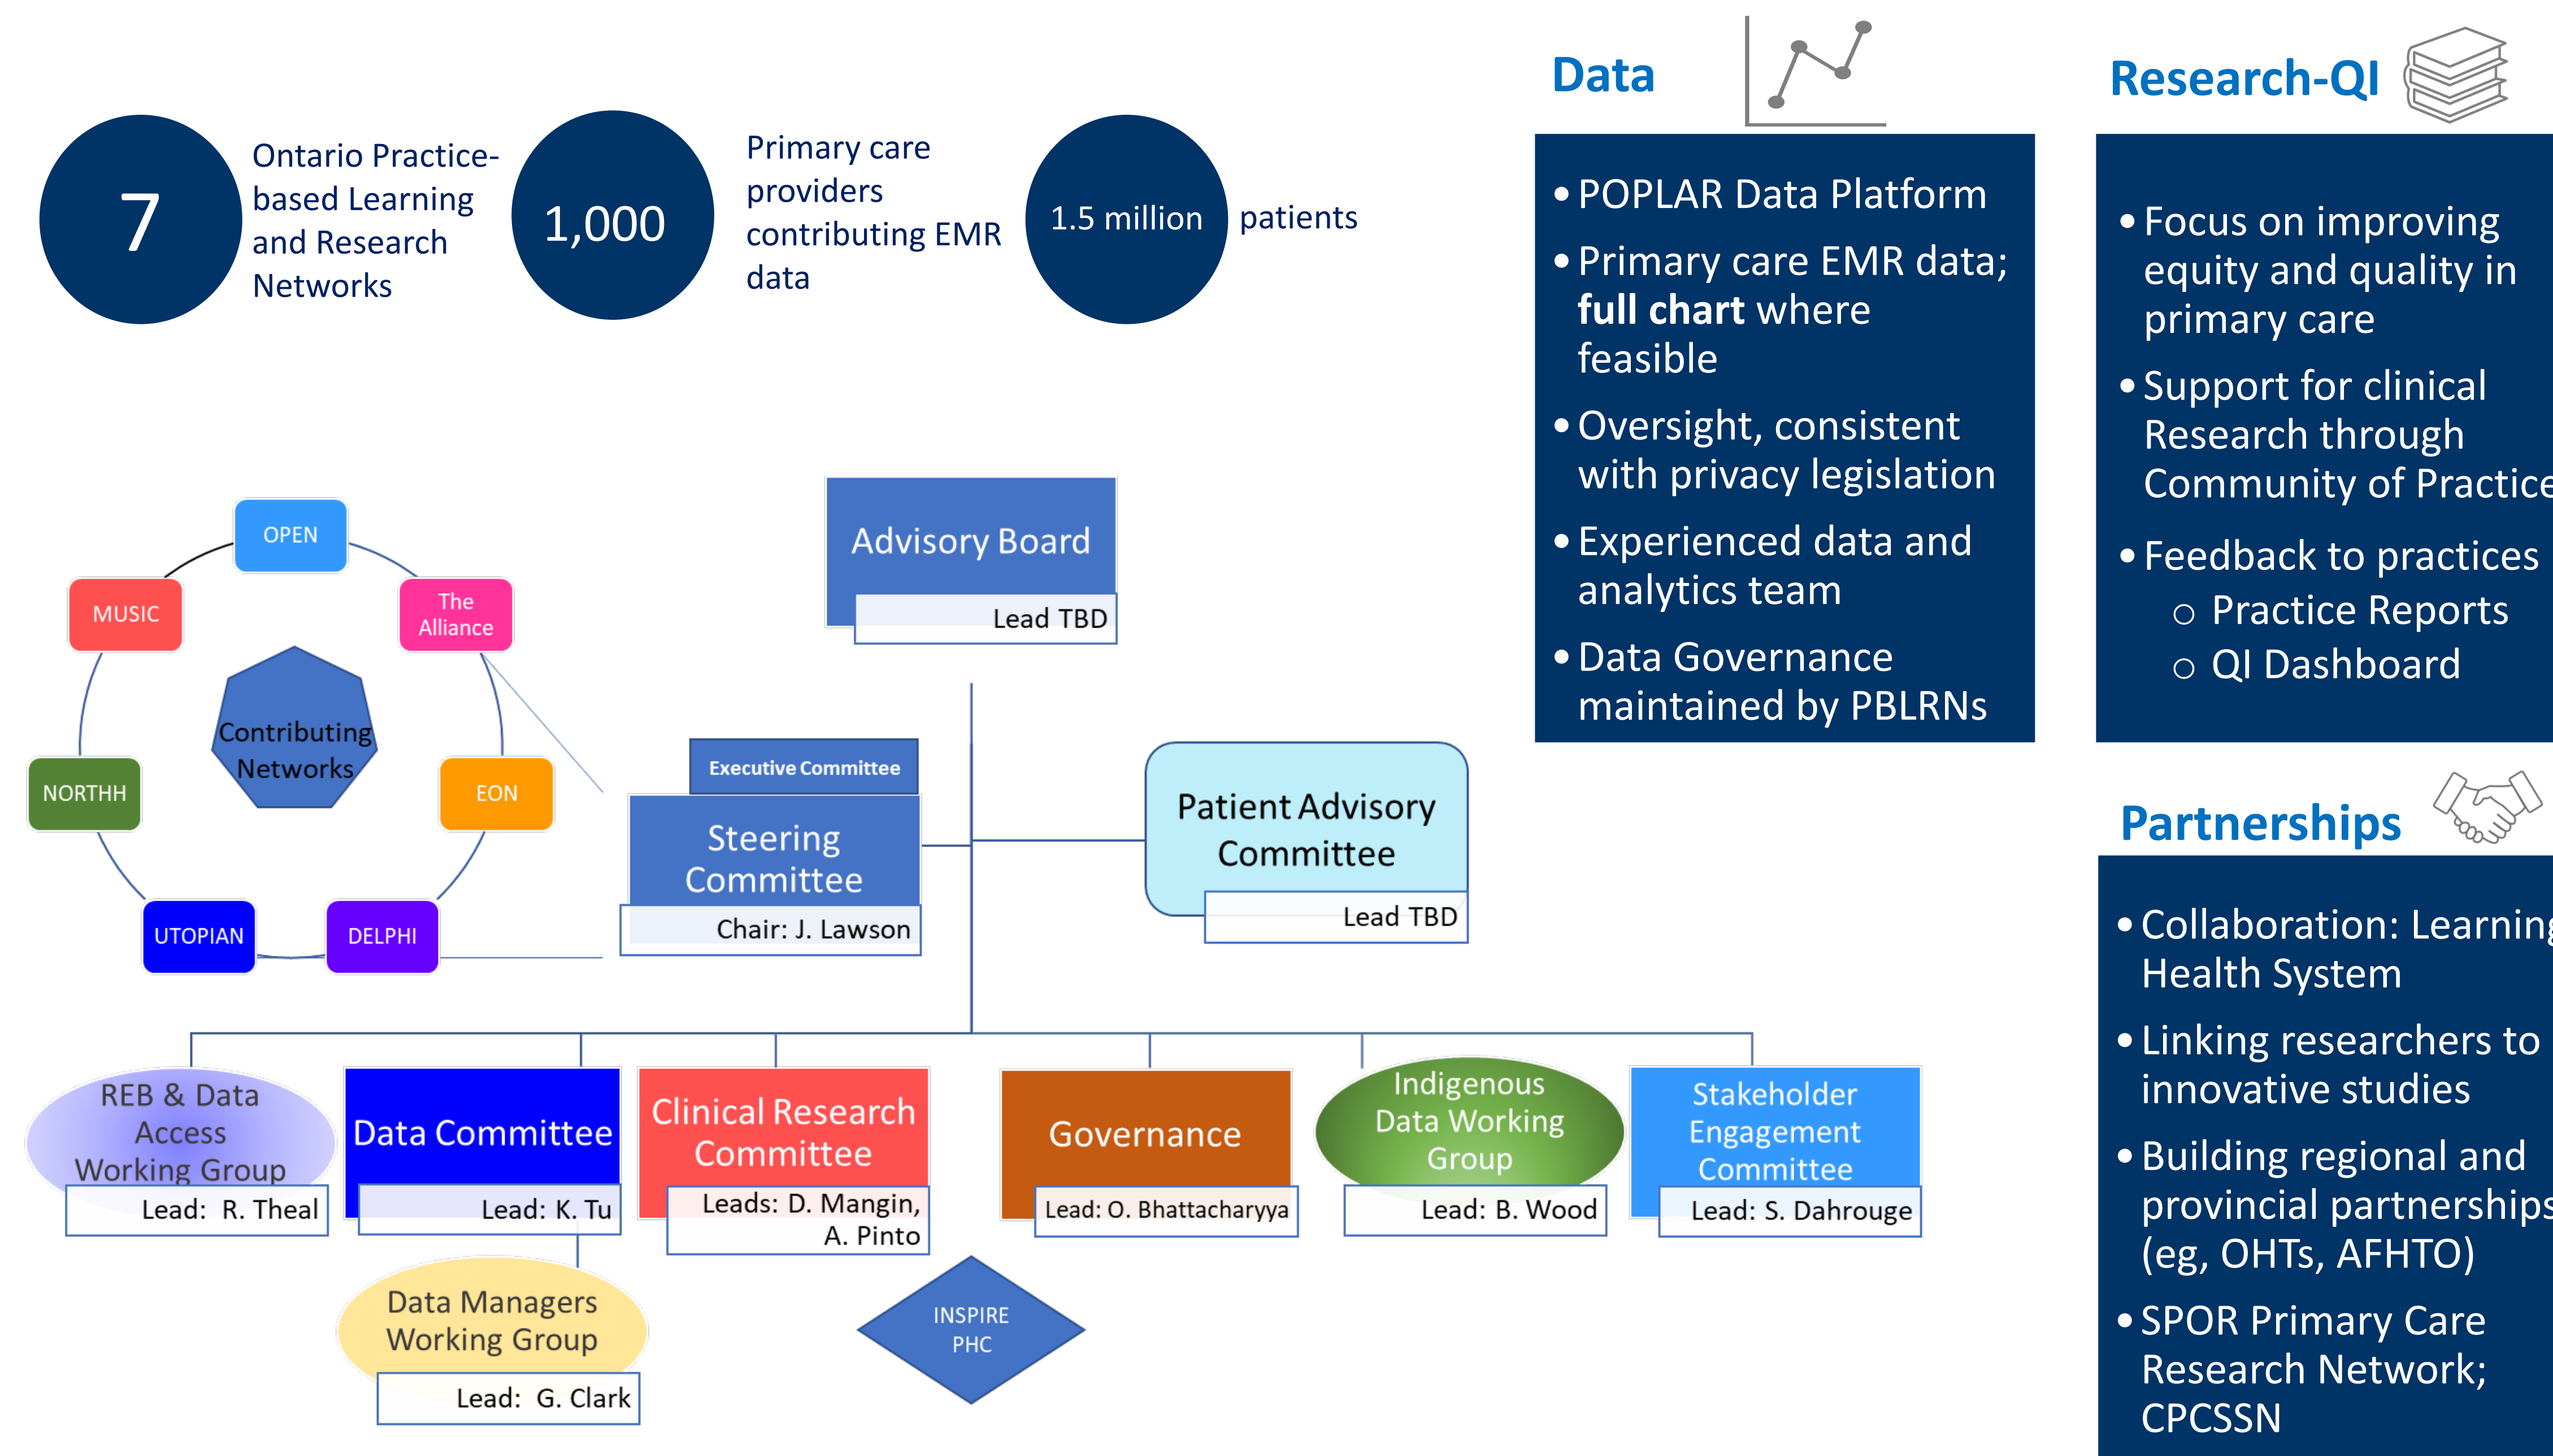 7
Ontario Practice-
based Learning
and Research
Networks
1,000
Primary care
providers
contributing EMR
data
1.5 million
patients
Data
•POPLAR Data Platform
•Primary care EMR data;
full chart where
feasible
•Oversight, consistent
with privacy legislation
•Experienced data and
analytics team
•Data Governance
maintained by PBLRNs
Research-QI
•Focus on improving
equity and quality in
primary care
•Support for clinical
Research through
Community of Practice
•Feedback to practices
o Practice Reports
o QI Dashboard
Partnerships
•Collaboration: Learning
Health System
•Linking researchers to
innovative studies
•Building regional and
provincial partnerships
(eg, OHTs, AFHTO)
•SPOR Primary Care
Research Network;
CPCSSN
OPEN
The
Alliance
EON
DELPHI
UTOPIAN
NORTHH
MUSIC
Contributing
Networks
Advisory Board
Lead TBD
Executive Committee
Steering
Committee
Chair: J. Lawson
Patient Advisory
Committee
Lead TBD
REB & Data
Access
Working Group
Lead: R. Theal
Data Committee
Lead: K. Tu
Clinical Research
Committee
Leads: D. Mangin,
A. Pinto
Governance
Lead: O. Bhattacharyya
Indigenous
Data Working
Group
Lead: B. Wood
Stakeholder
Engagement
Committee
Lead: S. Dahrouge
Data Managers
Working Group
Lead: G. Clark
INSPIRE
PHC